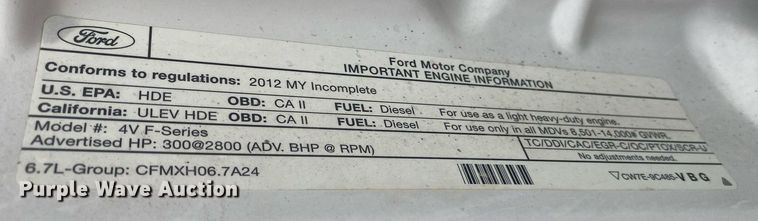 Ford
Ford Motor Company
IMPORTANT ENGINE INFORMATION
Conforms to regulations: 2012 MY Incomplete
U.S. EPA: HDE OBD: CA II FUEL: Diesel For use as a light heavy-duty engine.
California: ULEV HDE OBD: CA II FUEL: Diesel For use only in all MDVs 8,501-14,000# GVWR.
Model #: 4V F-Series TC/DDI/CAC/EGR-C/OC/PTOX/SCR-U
Advertised HP: 300@2800 (ADV. BHP @ RPM) No adjustments needed.
6.7L-Group: CFMXH06.7A24 CW7E-9C485-VBG
Purple Wave Auction